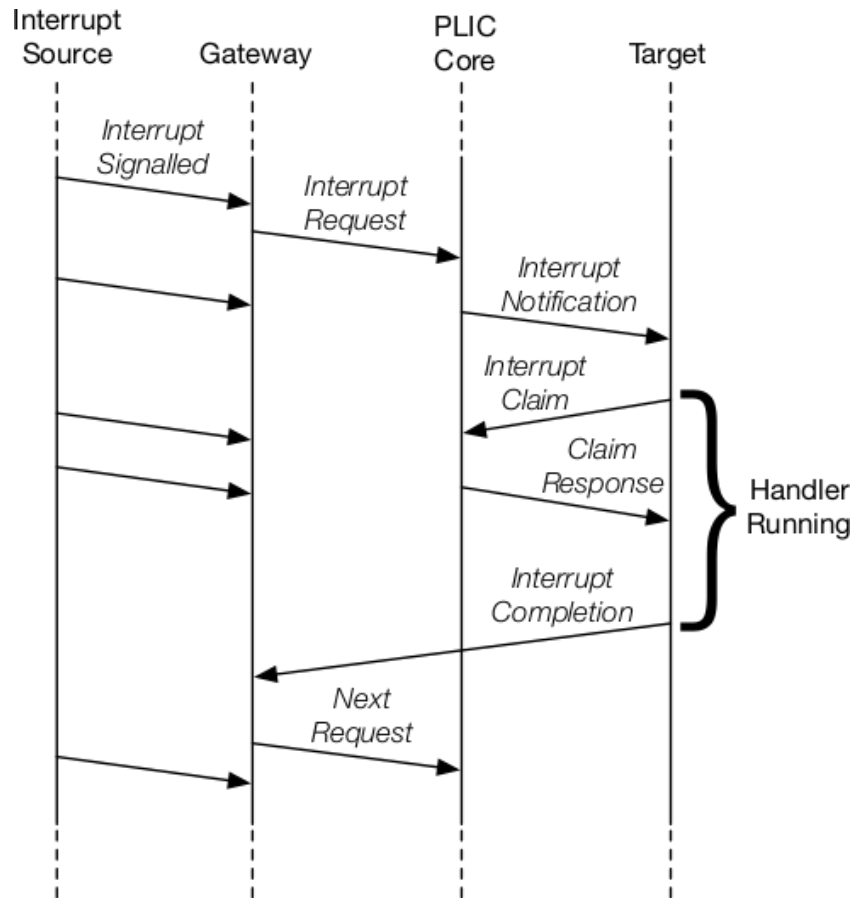 Interrupt
Source
Gateway
PLIC
Core
Target
Interrupt
Signalled
Interrupt
Request
Interrupt
Notification
Interrupt
Claim
Claim
Response
Handler
Running
Interrupt
Completion
Next
Request